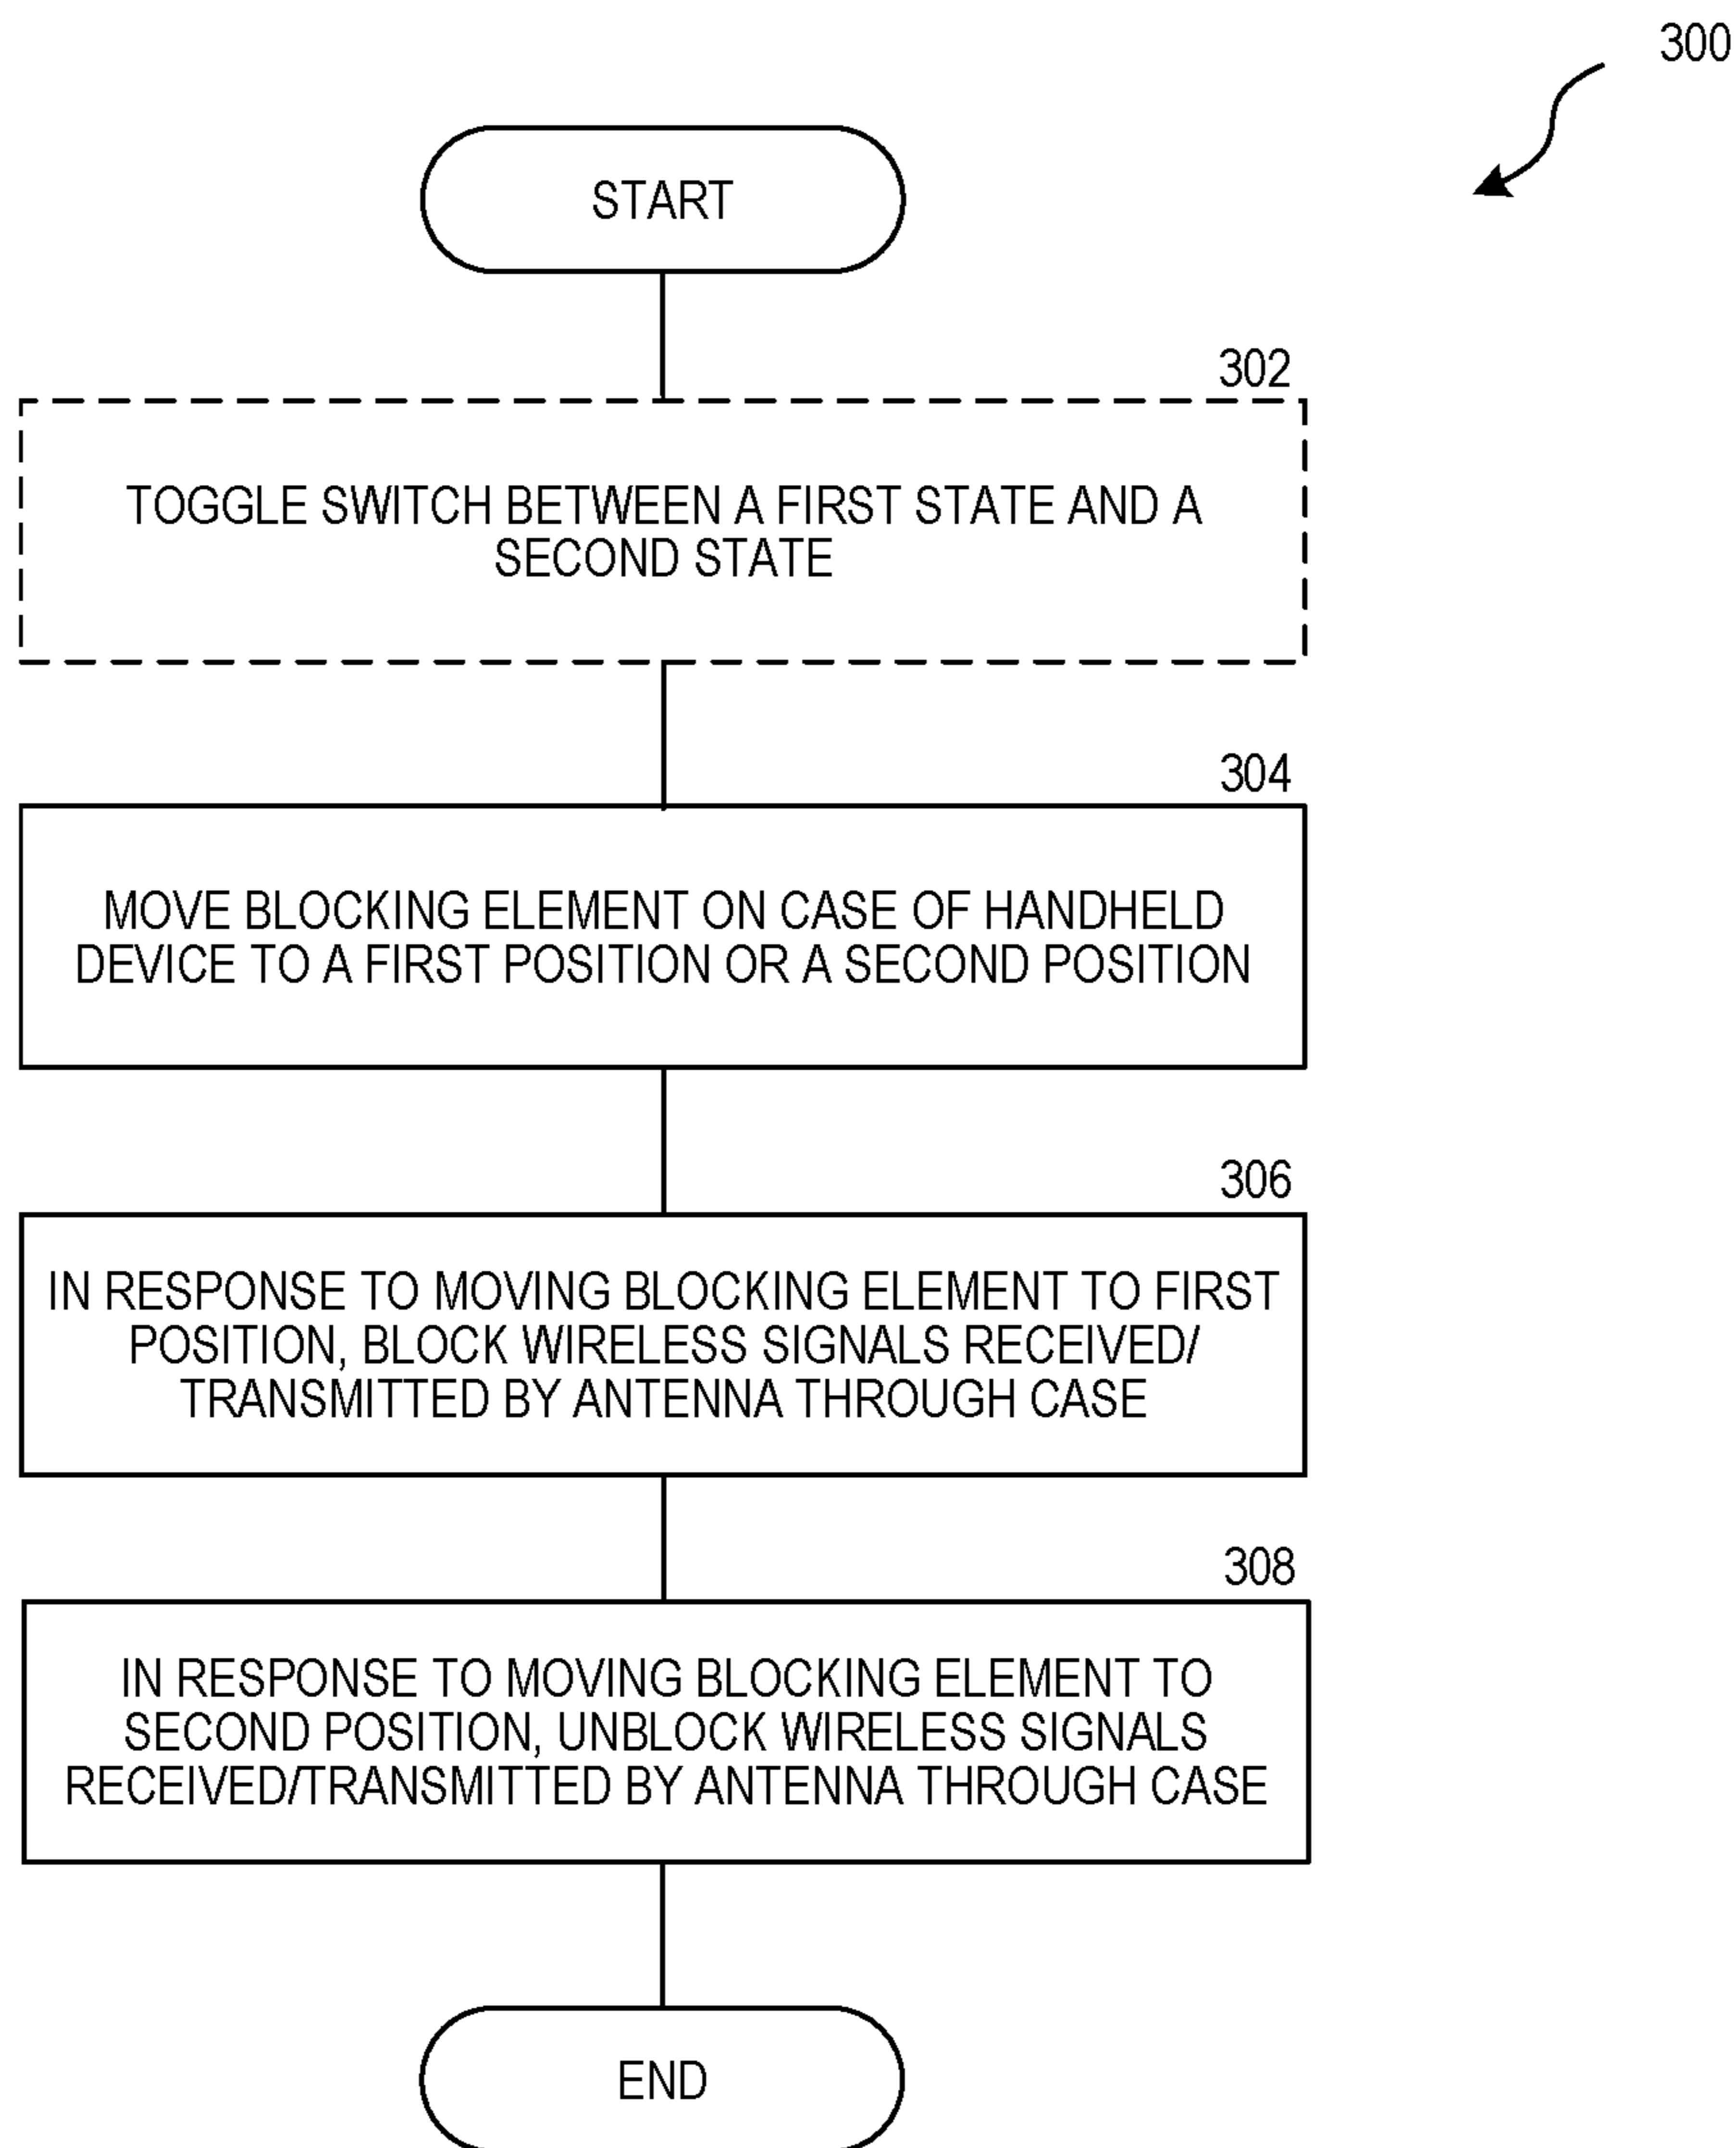 300
START
302
TOGGLE SWITCH BETWEEN A FIRST STATE AND A
SECOND STATE
304
MOVE BLOCKING ELEMENT ON CASE OF HANDHELD
DEVICE TO A FIRST POSITION OR A SECOND POSITION
306
IN RESPONSE TO MOVING BLOCKING ELEMENT TO FIRST
POSITION, BLOCK WIRELESS SIGNALS RECEIVED/
TRANSMITTED BY ANTENNA THROUGH CASE
308
IN RESPONSE TO MOVING BLOCKING ELEMENT TO
SECOND POSITION, UNBLOCK WIRELESS SIGNALS
RECEIVED/TRANSMITTED BY ANTENNA THROUGH CASE
END